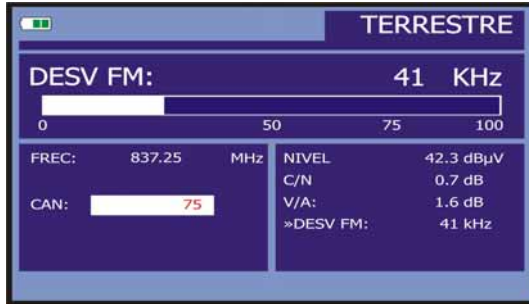 TERRESTRE
DESV FM: 41 KHz
0 50 75 100
FREC: 837.25 MHz
CAN: 75
NIVEL 42.3 dBµV
C/N 0.7 dB
V/A: 1.6 dB
»DESV FM: 41 kHz